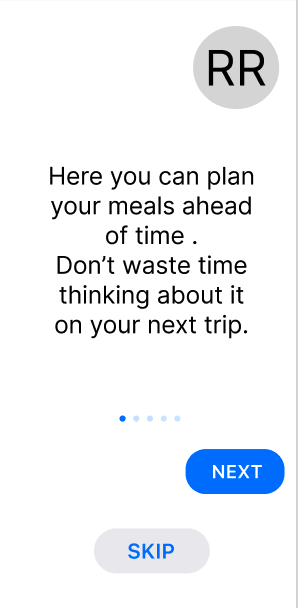 RR
Here you can plan
your meals ahead
of time .
Don’t waste time
thinking about it
on your next trip.
NEXT
SKIP